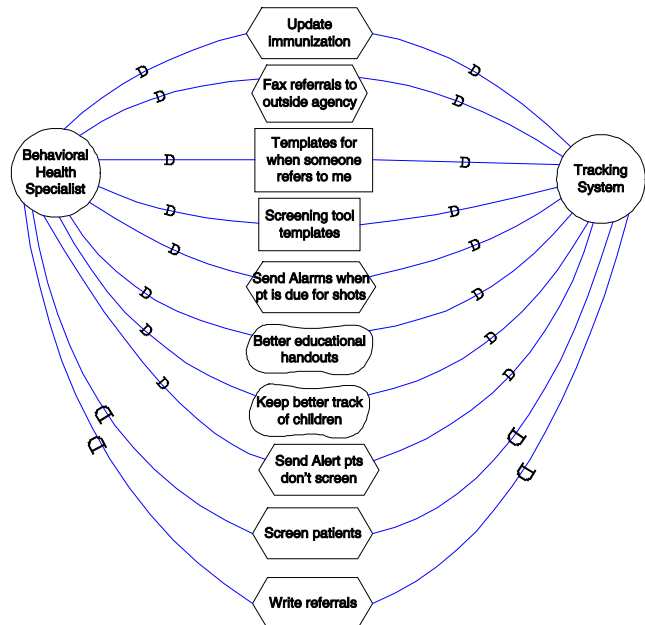 Update
Immunization
D
D
Fax referrals to
outside agency
D
D
Behavioral
Health
Specialist
D
Templates for
when someone
refers to me
D
Tracking
System
D
Screening tool
templates
D
D
Send Alarms when
pt is due for shots
D
D
Better educational
handouts
D
D
Keep better track
of children
D
D
Send Alert pts
don't screen
D
D
Screen patients
D
D
Write referrals
D